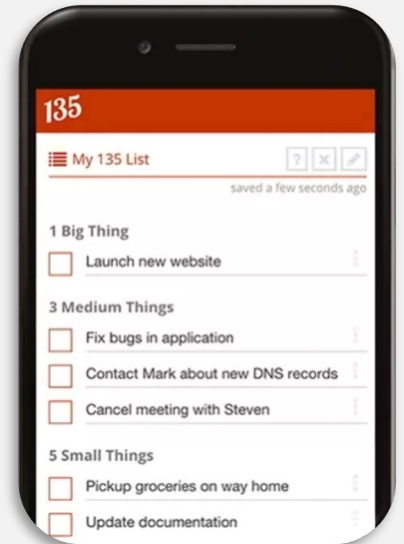 135
My 135 List
?
saved a few seconds ago
1 Big Thing
Launch new website
3 Medium Things
Fix bugs in application
Contact Mark about new DNS records
Cancel meeting with Steven
5 Small Things
Pickup groceries on way home
Update documentation